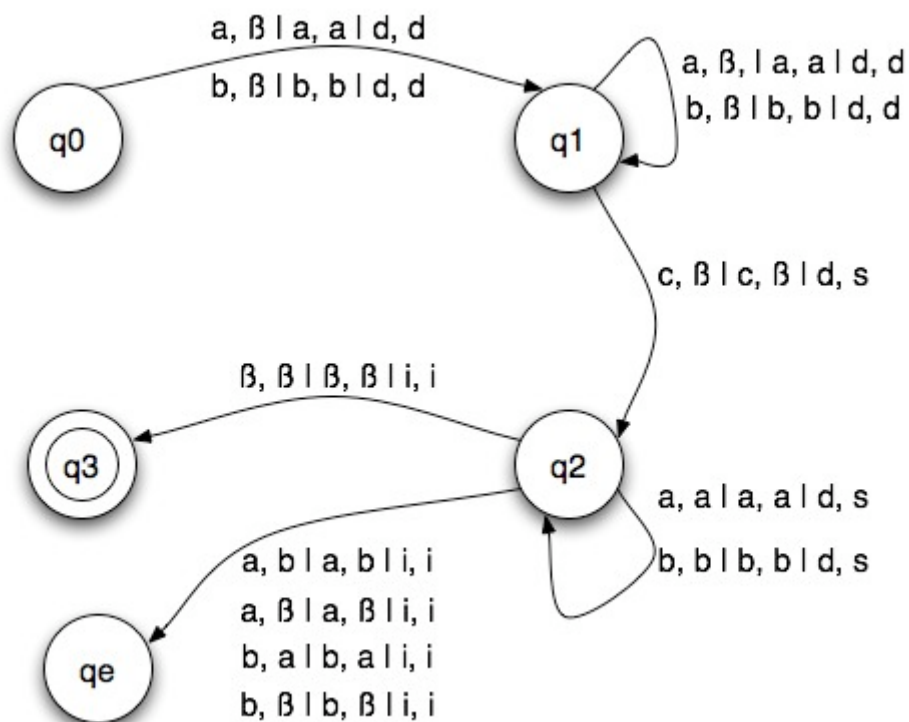 a, ß | a, a | d, d
b, ß | b, b | d, d
q0
q1
a, ß, | a, a | d, d
b, ß | b, b | d, d
c, ß | c, ß | d, s
ß, ß | ß, ß | i, i
q3
q2
a, a | a, a | d, s
b, b | b, b | d, s
a, b | a, b | i, i
a, ß | a, ß | i, i
b, a | b, a | i, i
b, ß | b, ß | i, i
qe